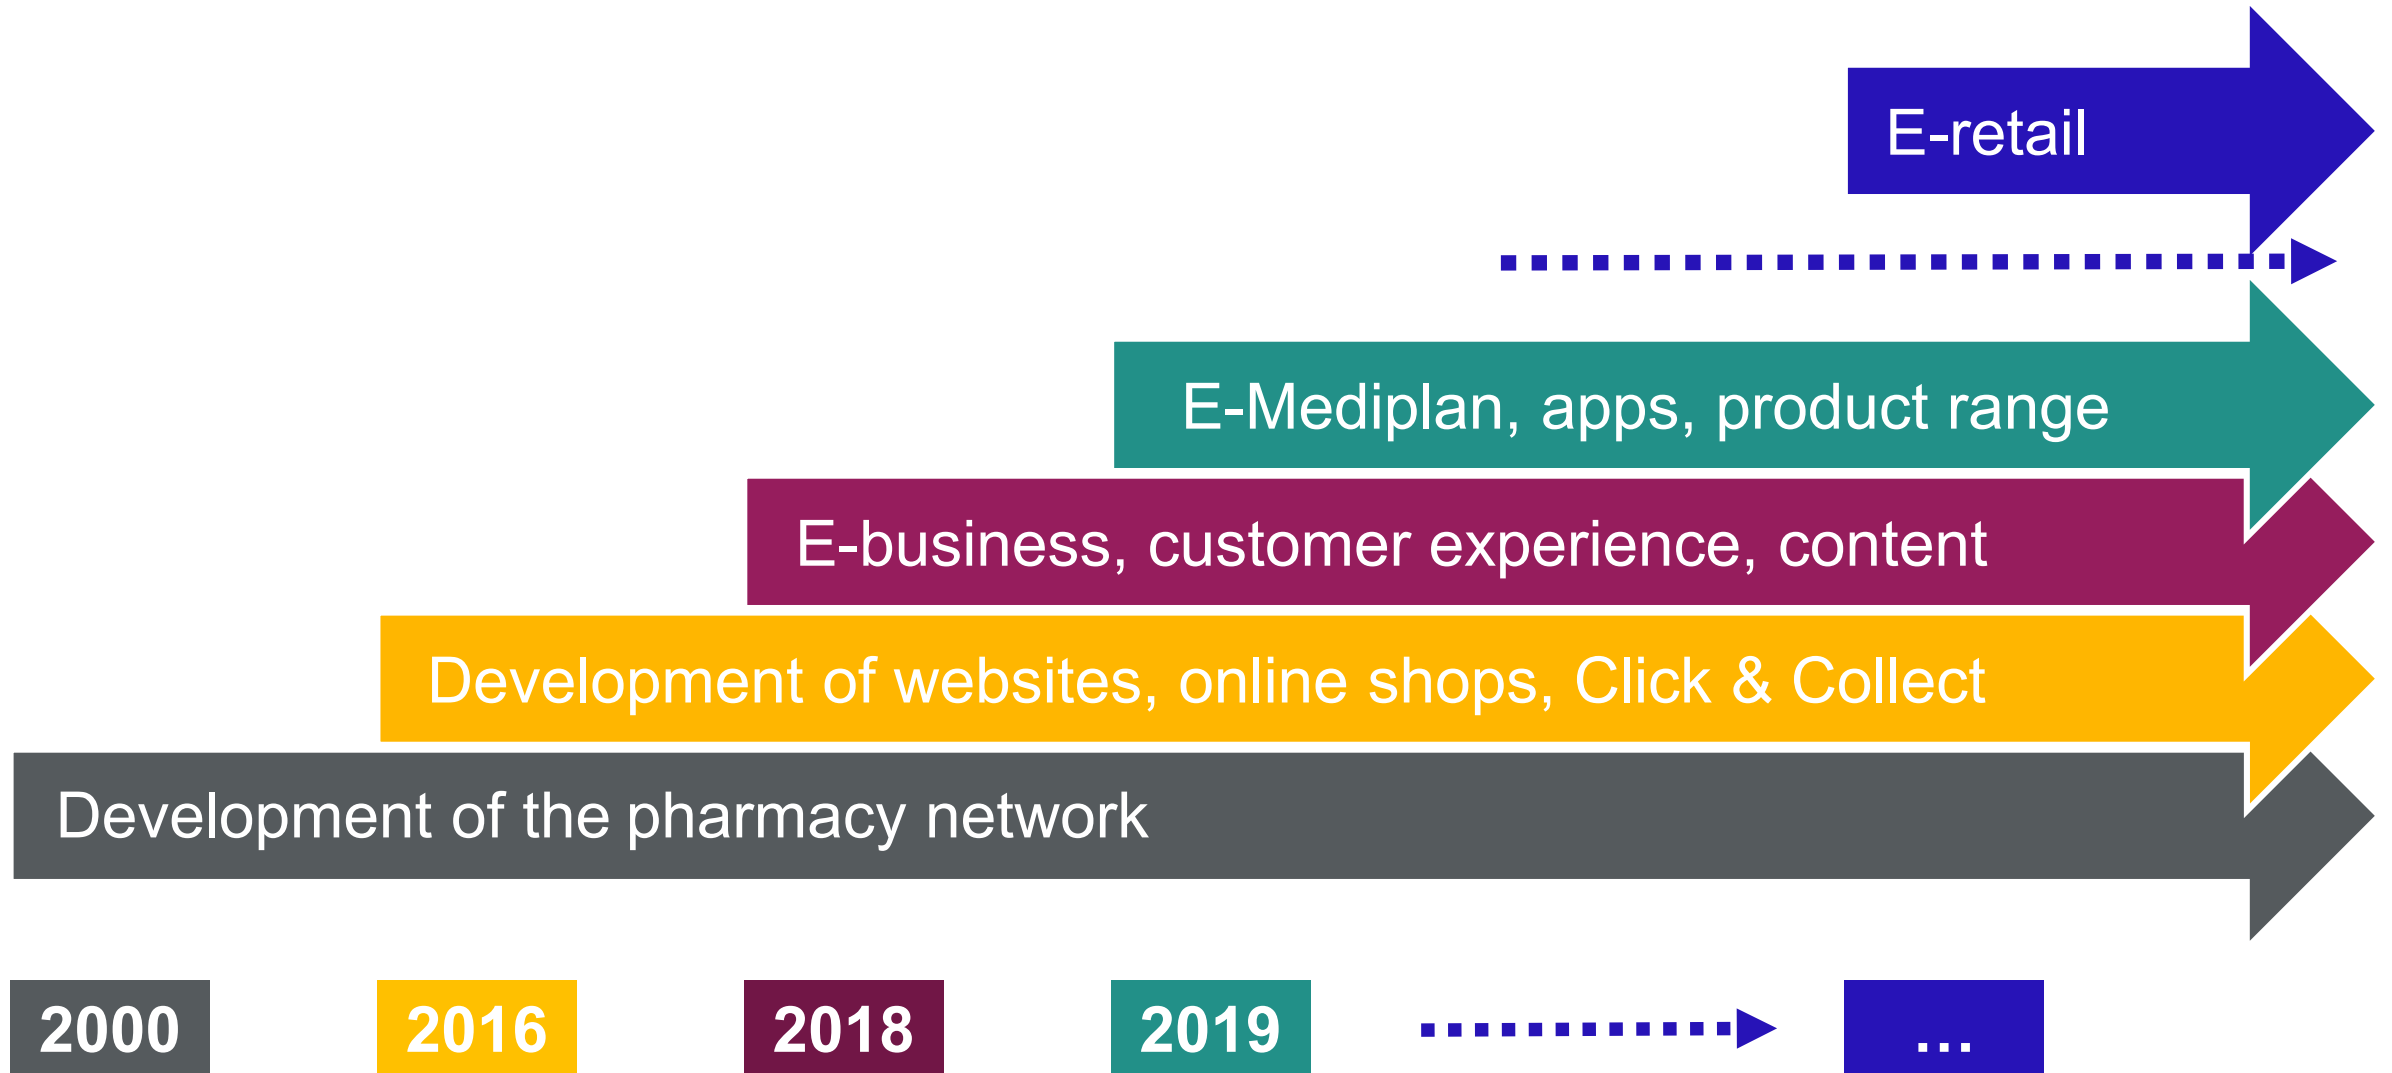 E-retail
E-Mediplan, apps, product range
E-business, customer experience, content
Development of websites, online shops, Click & Collect
Development of the pharmacy network
2000 2016 2018 2019 ...